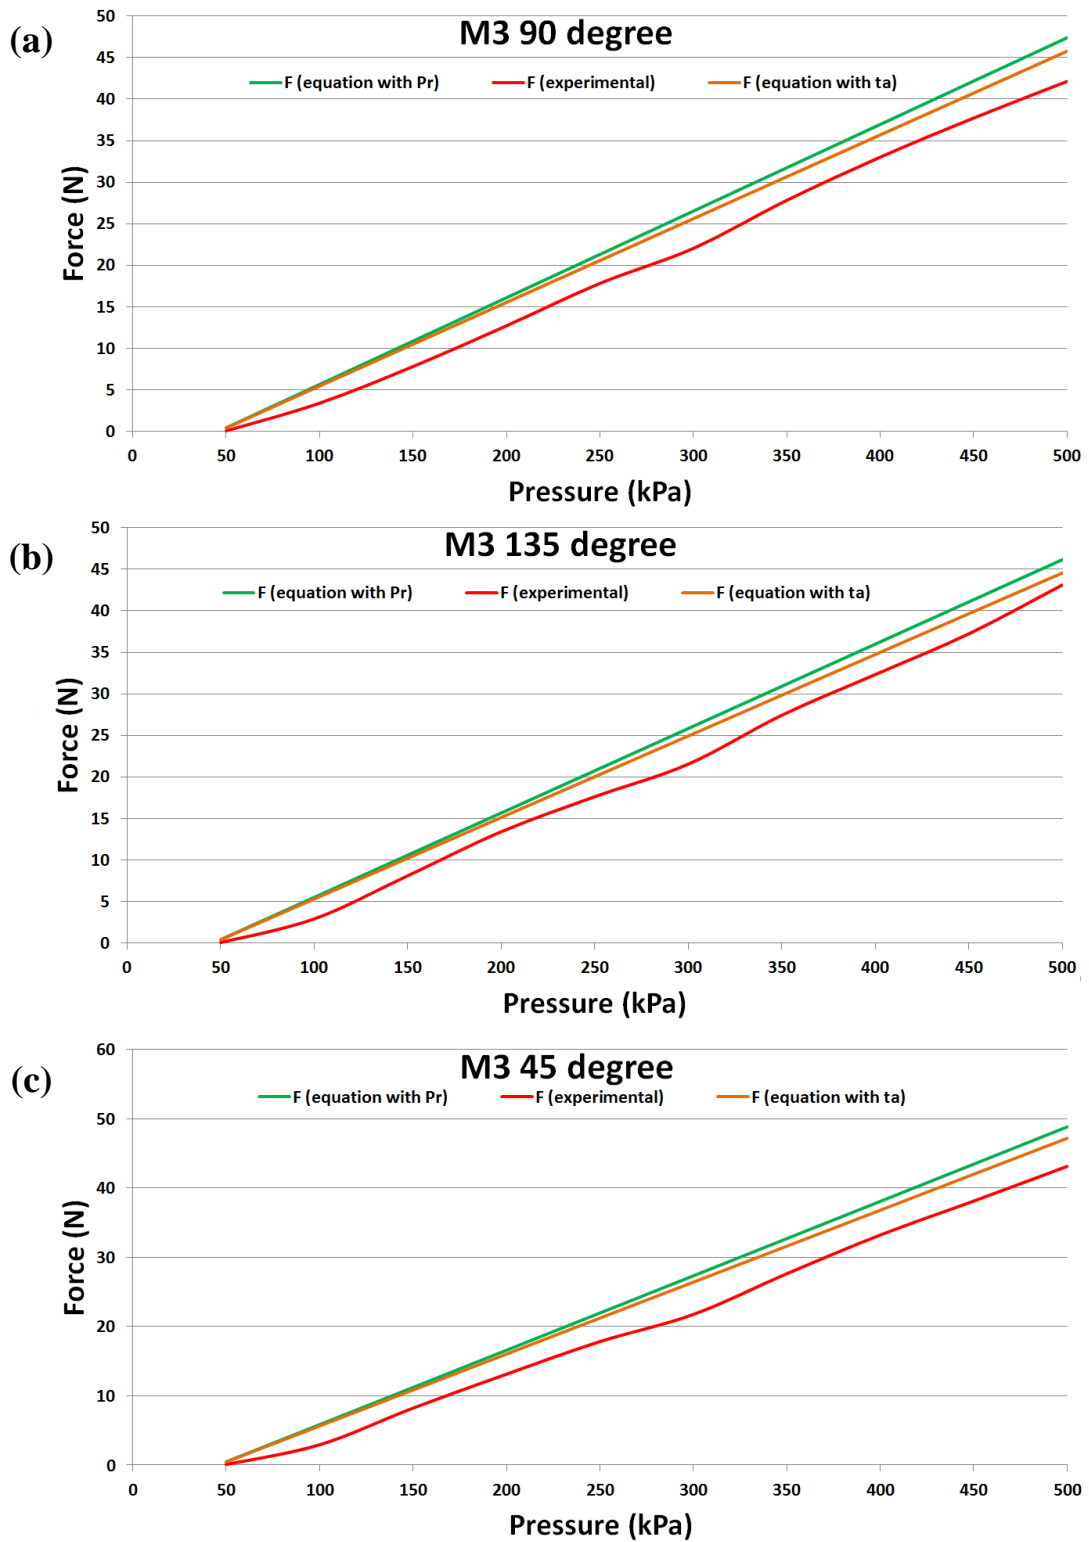 (a)
M3 90 degree
F (equation with Pr) F (experimental) F (equation with ta)
50
45
40
35
30
25
20
15
10
5
0
Force (N)
0 50 100 150 200 250 300 350 400 450 500
Pressure (kPa)
(b)
M3 135 degree
F (equation with Pr) F (experimental) F (equation with ta)
50
45
40
35
30
25
20
15
10
5
0
Force (N)
0 50 100 150 200 250 300 350 400 450 500
Pressure (kPa)
(c)
M3 45 degree
F (equation with Pr) F (experimental) F (equation with ta)
60
50
40
30
20
10
0
Force (N)
0 50 100 150 200 250 300 350 400 450 500
Pressure (kPa)